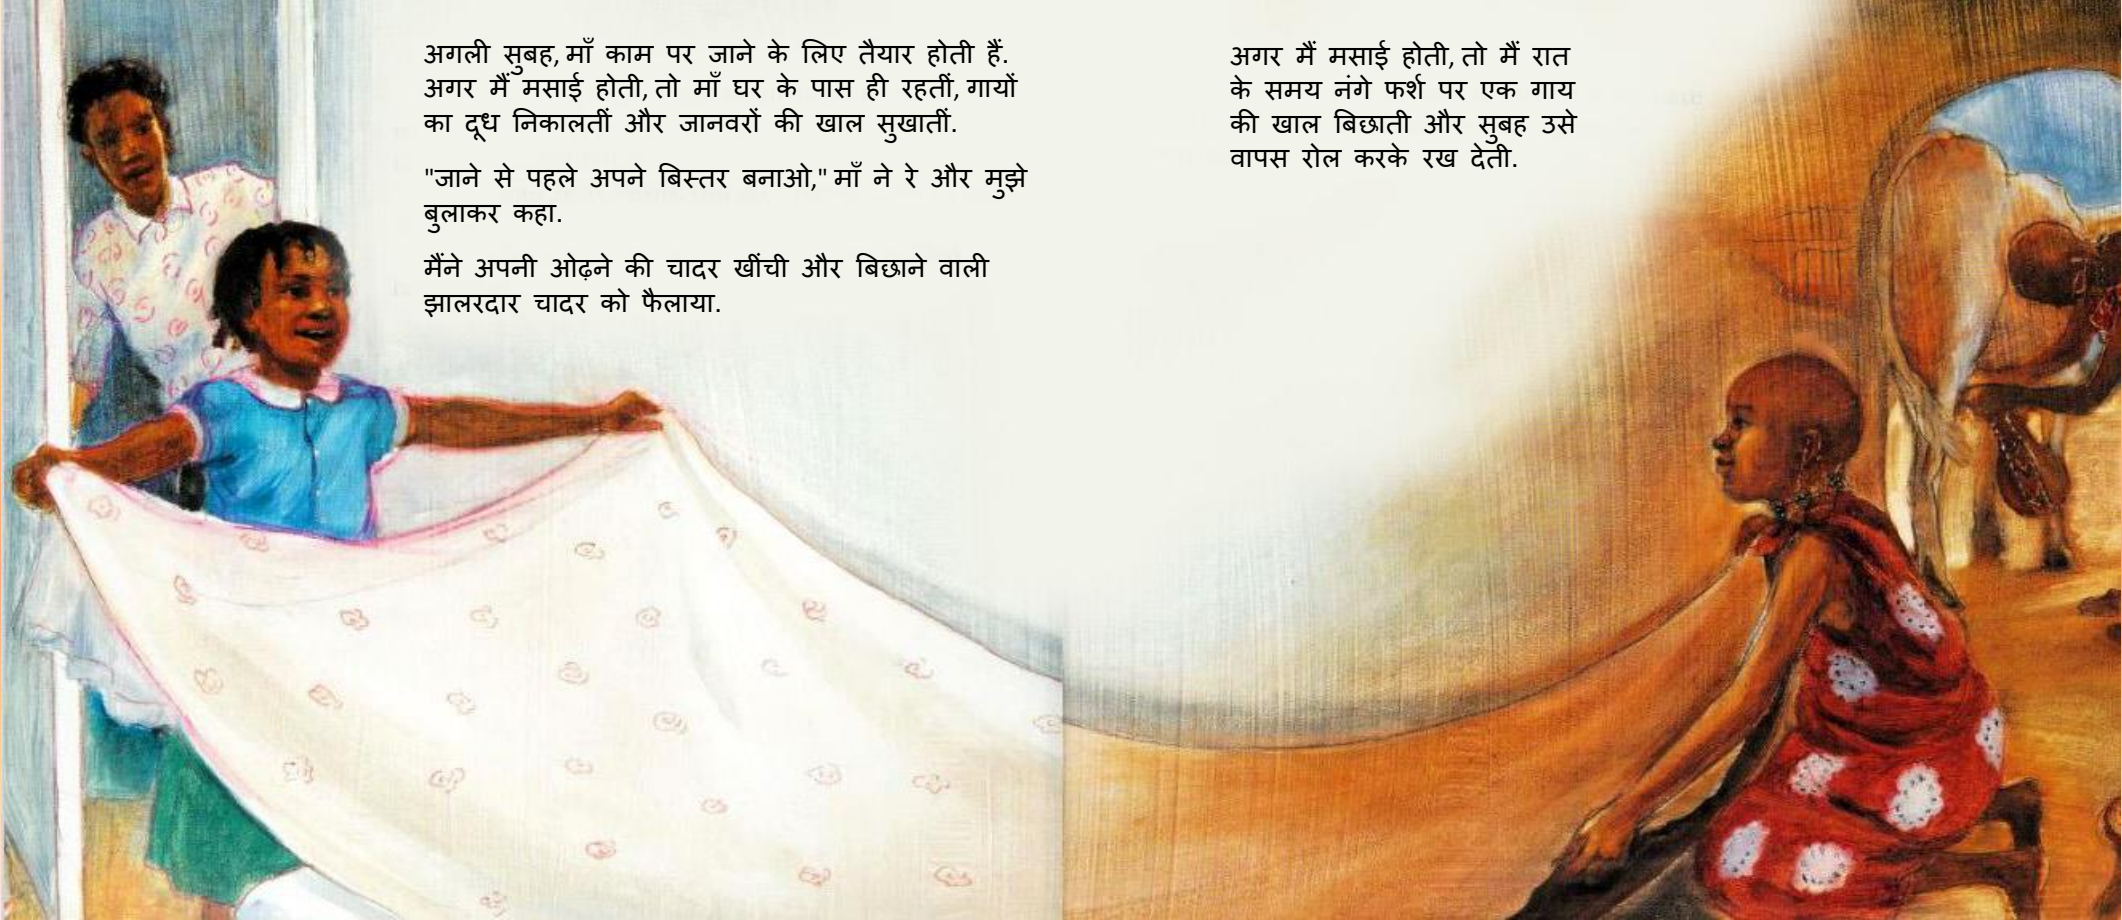 अगली सुबह, माँ काम पर जाने के लिए तैयार होती हैं.
अगर मैं मसाई होती, तो माँ घर के पास ही रहतीं, गायों
का दूध निकालतीं और जानवरों की खाल सुखातीं.
"जाने से पहले अपने बिस्तर बनाओ," माँ ने रे और मुझे
बुलाकर कहा.
मैंने अपनी ओढ़ने की चादर खींची और बिछाने वाली
झालरदार चादर को फैलाया.
अगर मैं मसाई होती, तो मैं रात
के समय नंगे फर्श पर एक गाय
की खाल बिछाती और सुबह उसे
वापस रोल करके रख देती.